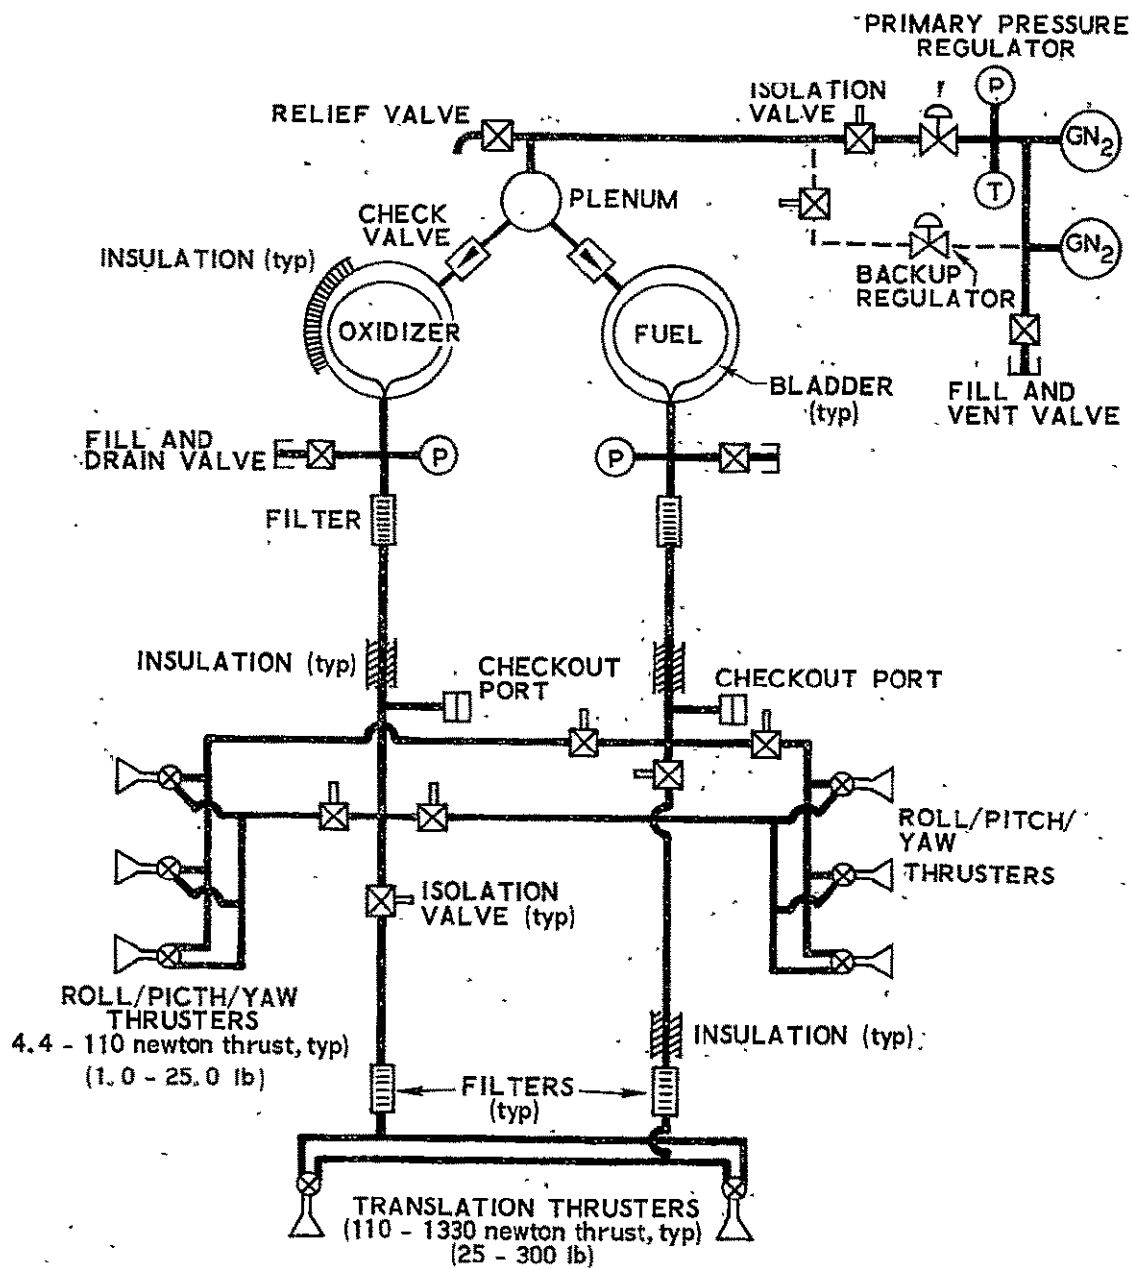 PRIMARY PRESSURE
REGULATOR
ISOLATION
VALVE
P
RELIEF VALVE
GN2
T
PLENUM
CHECK
VALVE
INSULATION (typ)
GN2
BACKUP
REGULATOR
OXIDIZER
FUEL
BLADDER
(typ)
FILL AND
VENT VALVE
FILL AND
DRAIN VALVE
P
P
FILTER
INSULATION (typ)
CHECKOUT
PORT
CHECKOUT PORT
ROLL/PITCH/
YAW
THRUSTERS
ISOLATION
VALVE (typ)
ROLL/PICTH/YAW
THRUSTERS
4.4 - 110 newton thrust, typ)
(1.0 - 25.0 lb)
INSULATION (typ)
FILTERS
(typ)
TRANSLATION THRUSTERS
(110 - 1330 newton thrust, typ)
(25 - 300 lb)